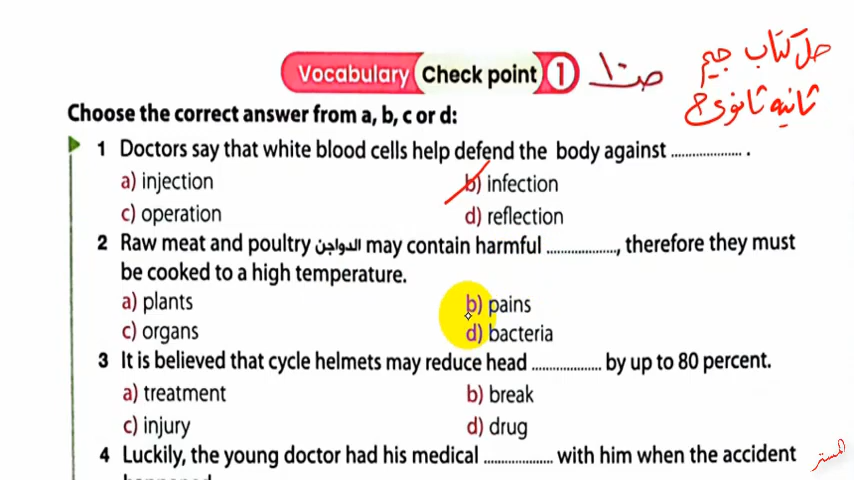 Vocabulary Check point 1 ص١٠
حل كتاب جيم
ثانيه ثانوى
Choose the correct answer from a, b, c or d:
1 Doctors say that white blood cells help defend the body against .................... .
a) injection b) infection
c) operation d) reflection
2 Raw meat and poultry الدواجن may contain harmful ...................., therefore they must
be cooked to a high temperature.
a) plants b) pains
c) organs d) bacteria
3 It is believed that cycle helmets may reduce head .................... by up to 80 percent.
a) treatment b) break
c) injury d) drug
4 Luckily, the young doctor had his medical .................... with him when the accident
المستر